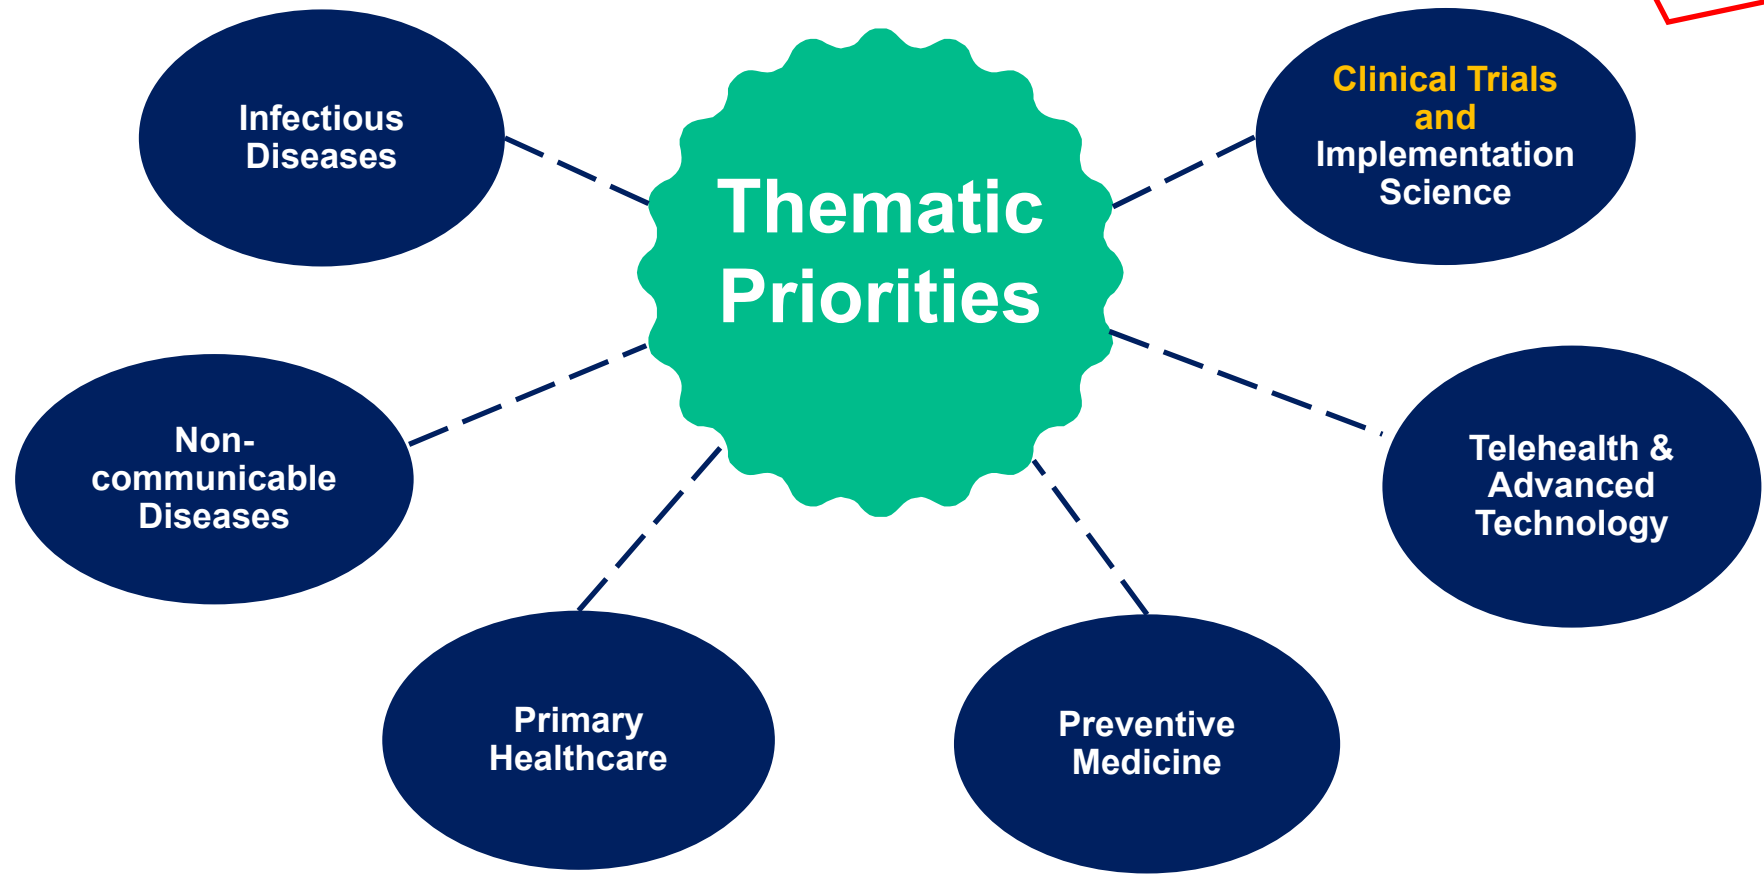 Thematic
Priorities
Infectious
Diseases
Clinical Trials
and
Implementation
Science
Non-
communicable
Diseases
Telehealth &
Advanced
Technology
Primary
Healthcare
Preventive
Medicine